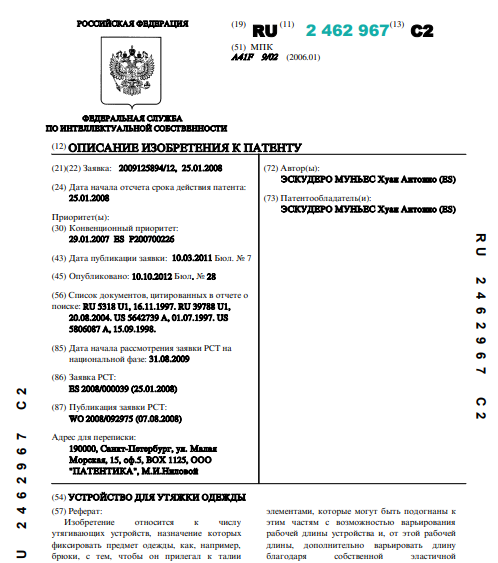 РОССИЙСКАЯ ФЕДЕРАЦИЯ
ФЕДЕРАЛЬНАЯ СЛУЖБА
ПО ИНТЕЛЛЕКТУАЛЬНОЙ СОБСТВЕННОСТИ
(19) RU (11) 2 462 967 (13) C2
(51) МПК
A41F 9/02 (2006.01)
(12) ОПИСАНИЕ ИЗОБРЕТЕНИЯ К ПАТЕНТУ
(21)(22) Заявка: 2009125894/12, 25.01.2008
(24) Дата начала отсчета срока действия патента:
25.01.2008
Приоритет(ы):
(30) Конвенционный приоритет:
29.01.2007 ES P200700226
(43) Дата публикации заявки: 10.03.2011 Бюл. № 7
(45) Опубликовано: 10.10.2012 Бюл. № 28
(56) Список документов, цитированных в отчете о
поиске: RU 5318 U1, 16.11.1997. RU 39788 U1,
20.08.2004. US 5642739 A, 01.07.1997. US
5806087 A, 15.09.1998.
(85) Дата начала рассмотрения заявки PCT на
национальной фазе: 31.08.2009
(86) Заявка PCT:
ES 2008/000039 (25.01.2008)
(87) Публикация заявки PCT:
WO 2008/092975 (07.08.2008)
Адрес для переписки:
190000, Санкт-Петербург, ул. Малая
Морская, 15, оф.5, BOX 1125, ООО
"ПАТЕНТИКА", М.И.Ниловой
(72) Автор(ы):
ЭСКУДЕРО МУНЬЕС Хуан Антонио (ES)
(73) Патентообладатель(и):
ЭСКУДЕРО МУНЬЕС Хуан Антонио (ES)
(54) УСТРОЙСТВО ДЛЯ УТЯЖКИ ОДЕЖДЫ
(57) Реферат:
Изобретение относится к числу
утягивающих устройств, назначение которых
фиксировать предмет одежды, как, например,
брюки, с тем, чтобы он прилегал к талии
элементами, которые могут быть подогнаны к
этим частям с возможностью варьирования
рабочей длины устройства и, от этой рабочей
длины, дополнительно варьировать длину
благодаря собственной эластичной
RU 2462967 C2
U 2462967 C2